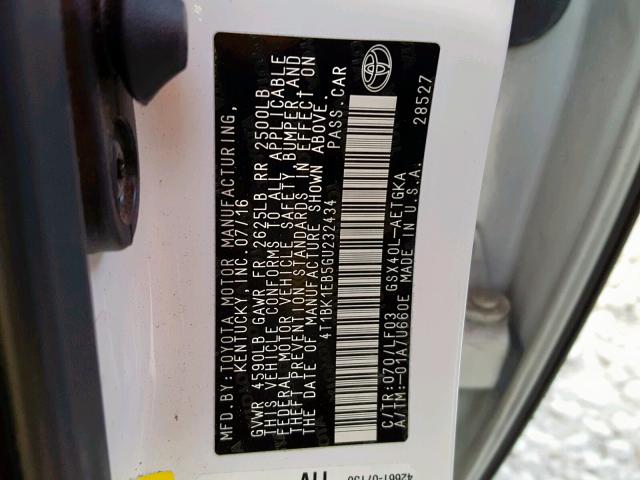 MFD.BY:TOYOTA MOTOR MANUFACTURING,
KENTUCKY, INC. 07/16
GVWR 4590LB GAWR FR 2625LB RR 2500LB
THIS VEHICLE CONFORMS TO ALL APPLICABLE
FEDERAL MOTOR VEHICLE SAFETY, BUMPER AND
THEFT PREVENTION STANDARDS IN EFFECT ON
THE DATE OF MANUFACTURE SHOWN ABOVE.
4T1BK1EB5GU232434 PASS.CAR
C/TR:070/LF03 GSX40L-AETGKA
A/TM:-01A/U660E MADE IN U.S.A. 28527